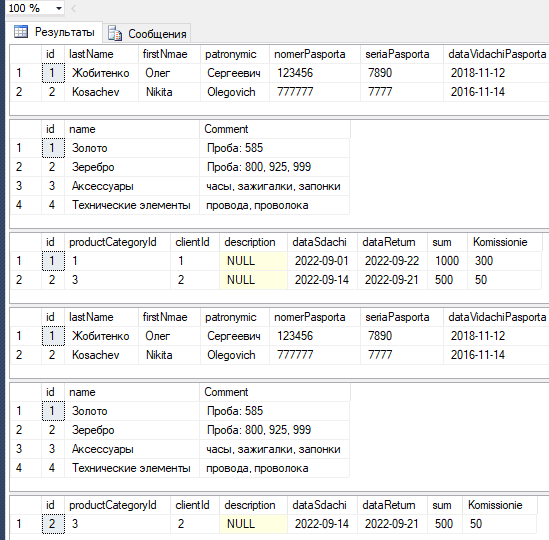 100 %
Результаты Сообщения
id lastName firstNmae patronymic nomerPasporta seriaPasporta dataVidachiPasporta
1 1 Жобитенко Олег Сергеевич 123456 7890 2018-11-12
2 2 Kosachev Nikita Olegovich 777777 7777 2016-11-14
id name Comment
1 1 Золото Проба: 585
2 2 Зеребро Проба: 800, 925, 999
3 3 Аксессуары часы, зажигалки, запонки
4 4 Технические элементы провода, проволока
id productCategoryId clientId description dataSdachi dataReturn sum Komissionie
1 1 1 1 NULL 2022-09-01 2022-09-22 1000 300
2 2 3 2 NULL 2022-09-14 2022-09-21 500 50
id lastName firstNmae patronymic nomerPasporta seriaPasporta dataVidachiPasporta
1 1 Жобитенко Олег Сергеевич 123456 7890 2018-11-12
2 2 Kosachev Nikita Olegovich 777777 7777 2016-11-14
id name Comment
1 1 Золото Проба: 585
2 2 Зеребро Проба: 800, 925, 999
3 3 Аксессуары часы, зажигалки, запонки
4 4 Технические элементы провода, проволока
id productCategoryId clientId description dataSdachi dataReturn sum Komissionie
1 2 3 2 NULL 2022-09-14 2022-09-21 500 50